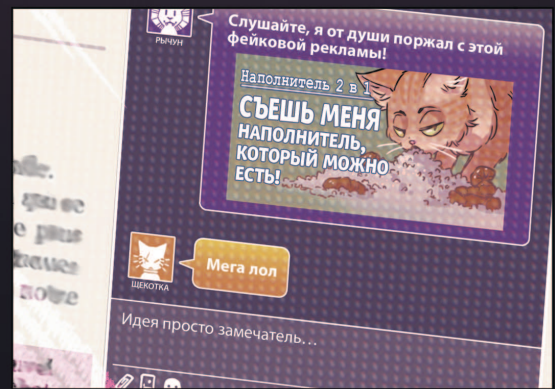 Слушайте, я от души поржал с этой
фейковой рекламы!
РЫЧУН
Наполнитель 2 в 1
СЪЕШЬ МЕНЯ
НАПОЛНИТЕЛЬ,
КОТОРЫЙ МОЖНО
ЕСТЬ!
Мега лол
ЩЕКОТКА
Идея просто замечатель...